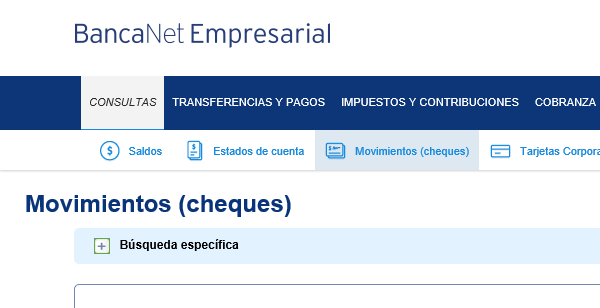 BancaNet Empresarial
CONSULTAS TRANSFERENCIAS Y PAGOS IMPUESTOS Y CONTRIBUCIONES COBRANZA
Saldos Estados de cuenta Movimientos (cheques) Tarjetas Corpora
Movimientos (cheques)
Búsqueda específica